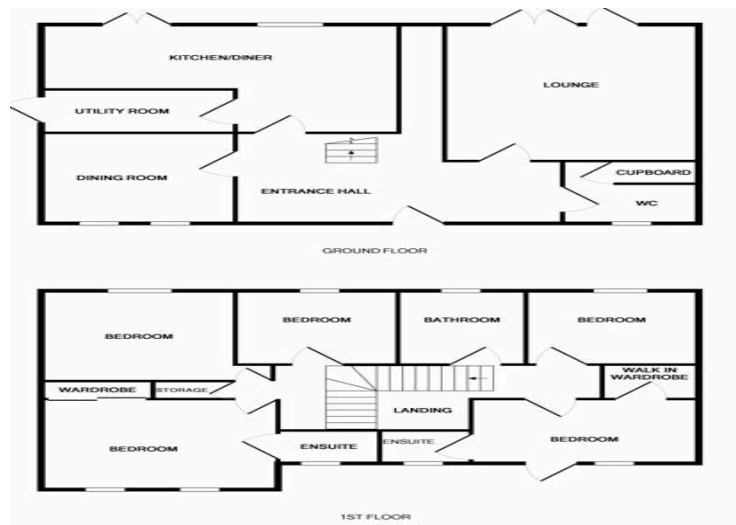 KITCHEN/DINER
LOUNGE
UTILITY ROOM
DINING ROOM
CUPBOARD
ENTRANCE HALL
WC
GROUND FLOOR
BEDROOM
BEDROOM
BATHROOM
BEDROOM
WALK IN
WARDROBE
WARDROBE
STORAGE
LANDING
BEDROOM
ENSUITE
ENSUITE
BEDROOM
1ST FLOOR